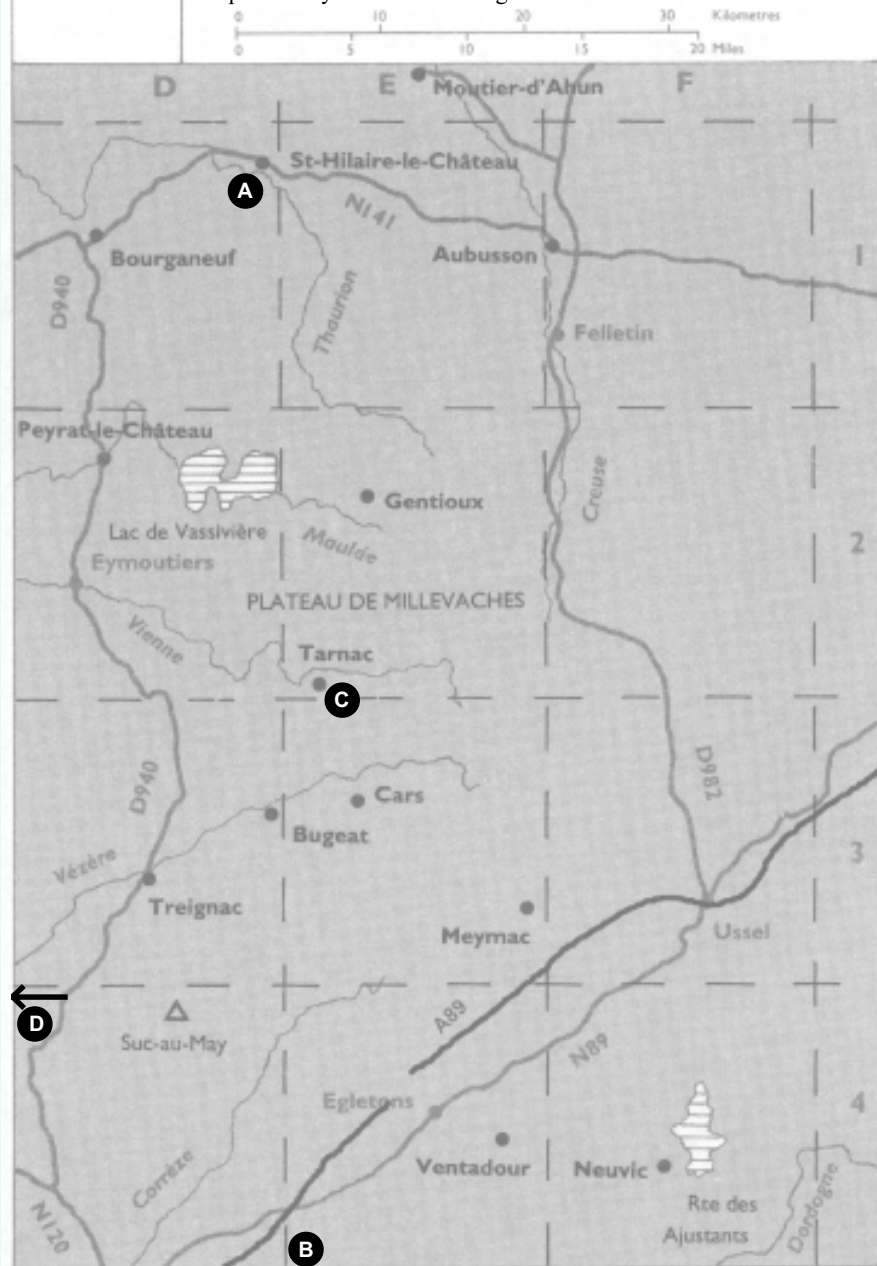 0 10 30 Kilometres
0 5 10 15 20 Miles
D E F
Moutier-d'Ahun
St-Hilaire-le-Château
A
N141
Bourganeuf
Aubusson
1
D940
Thaurion
Felletin
Peyrat-le-Château
Gentioux
Creuse
Lac de Vassivière
Maulde
2
Eymoutiers
PLATEAU DE MILLEVACHES
Vienne
Tarnac
C
D940
D982
Cars
Bugeat
Vézère
3
Treignac
Meymac
Ussel
D
Suc-au-May
A89
N89
Egletons
4
Corrèze
Ventadour
Neuvic
Rte des
Ajustants
Dordogne
N120
B